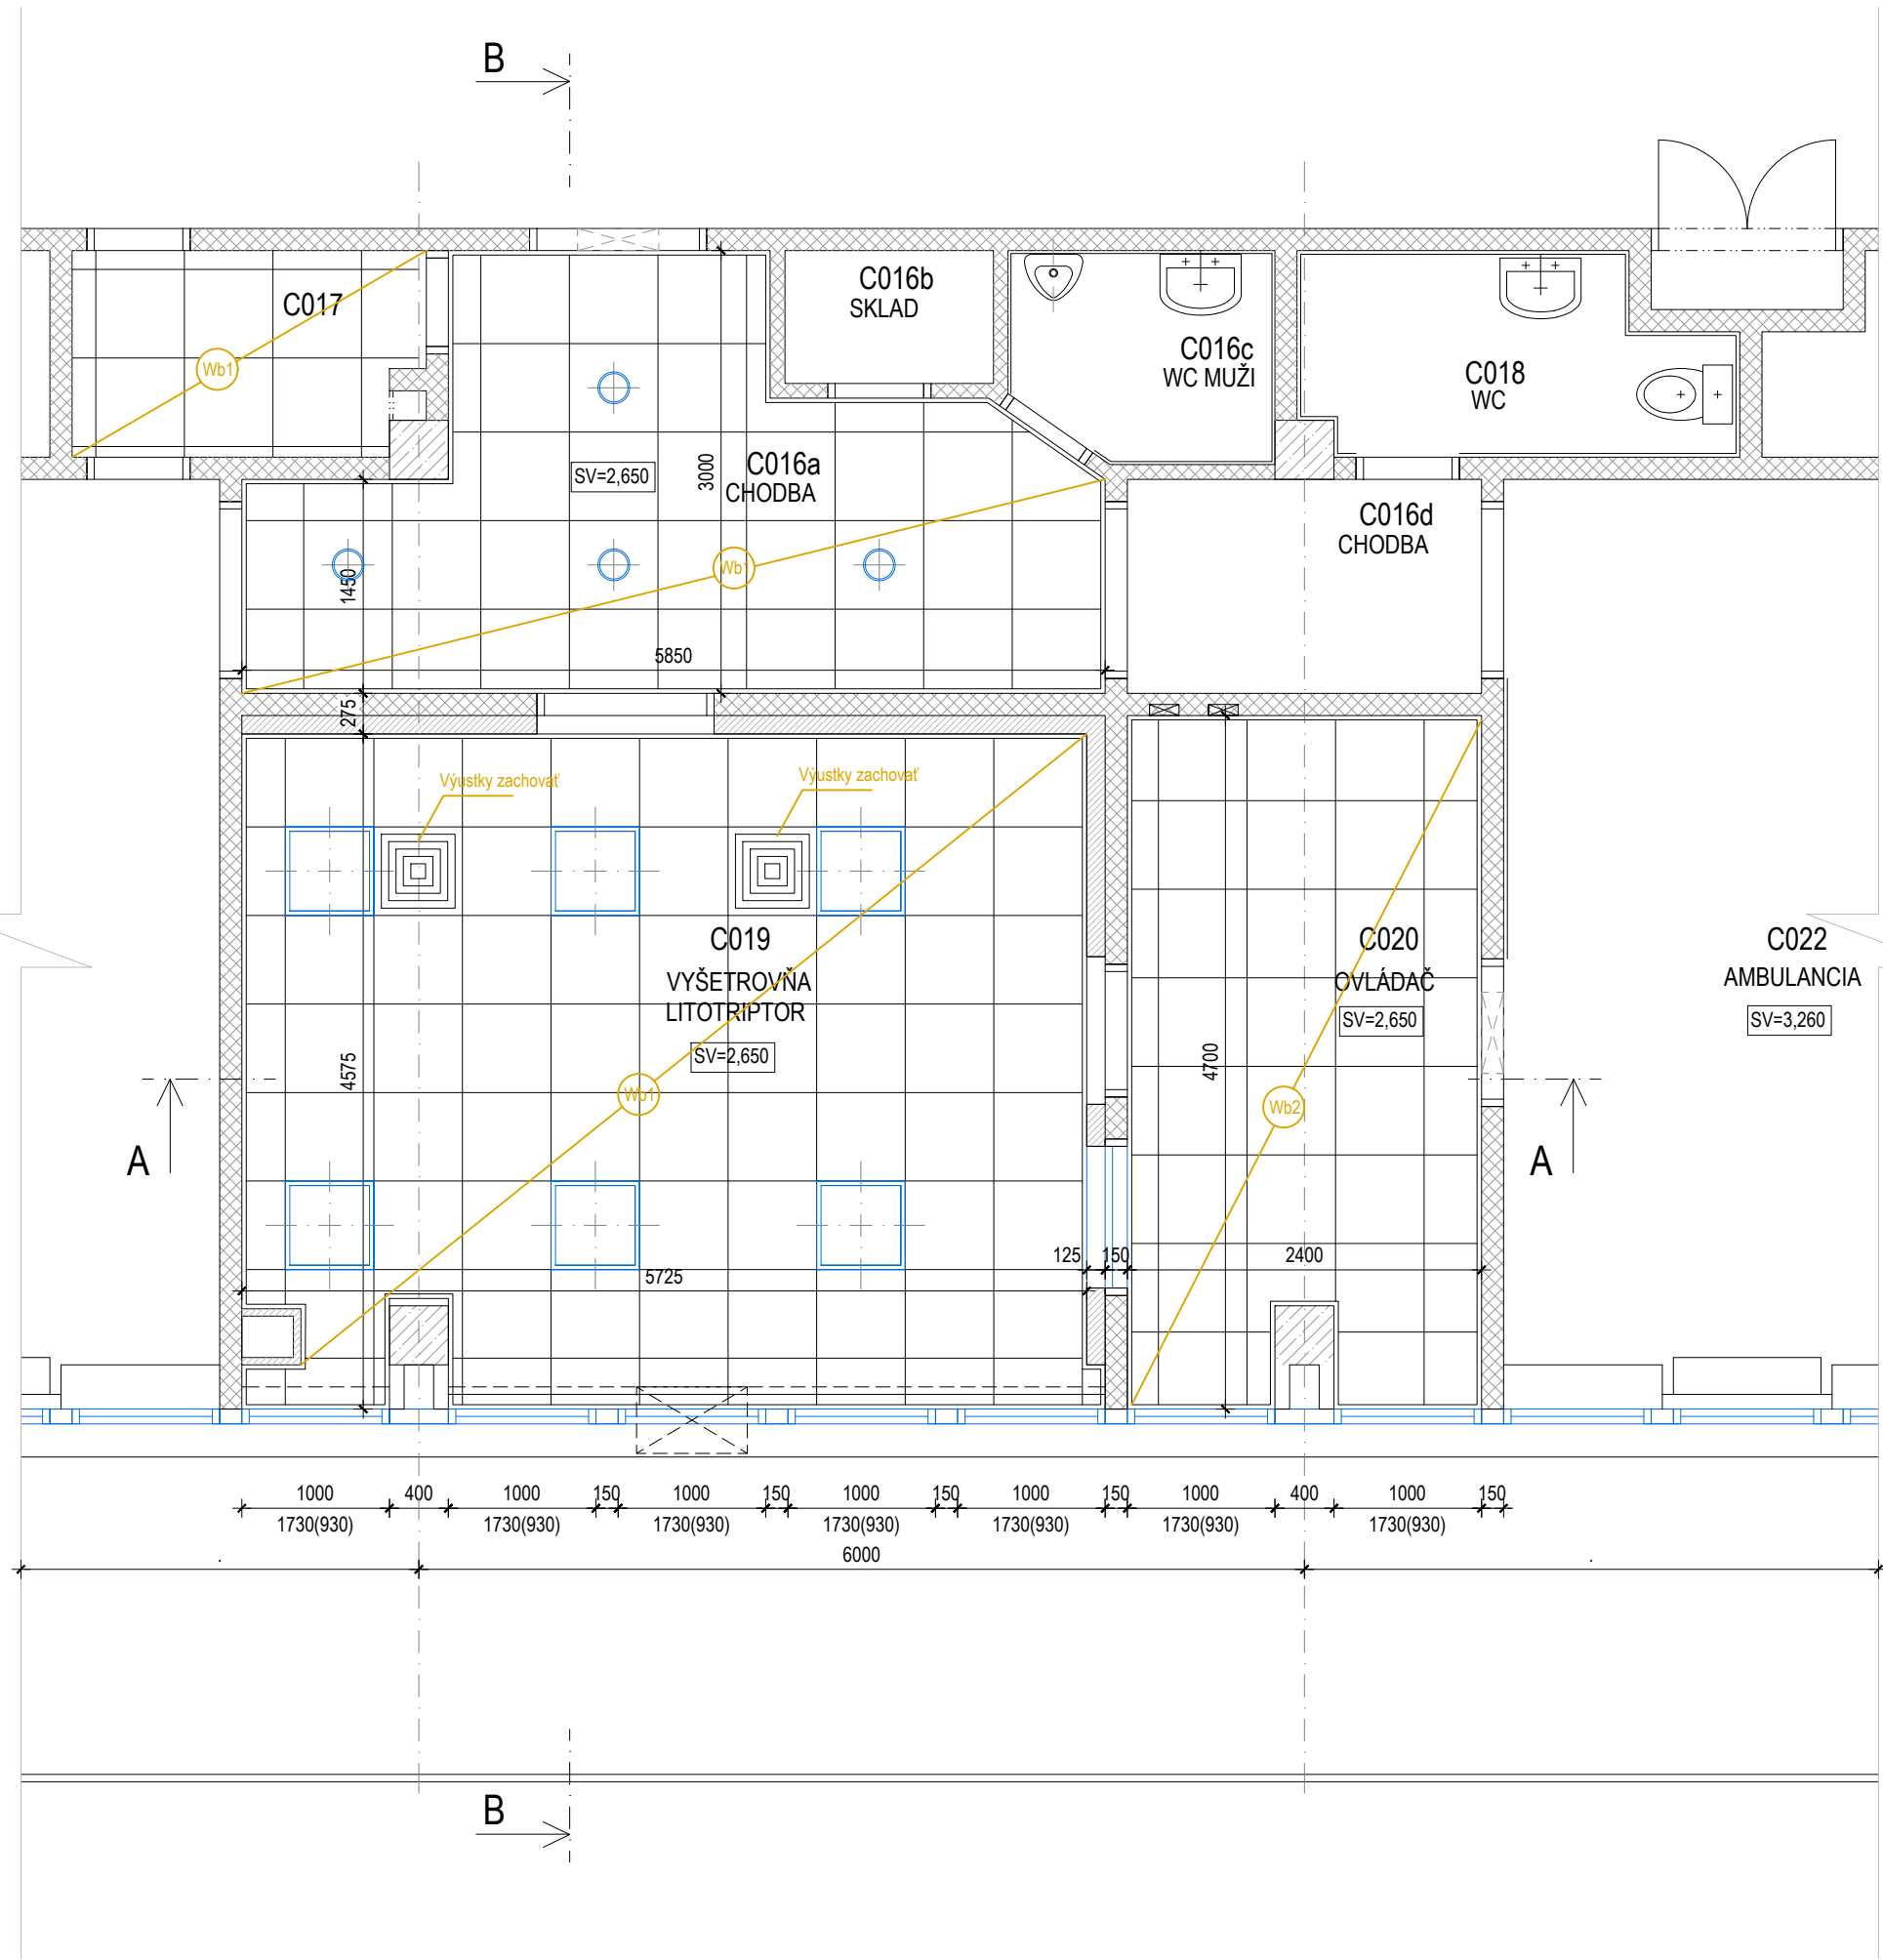 B
C017
C016b
SKLAD
C016c
WC MUŽI
C018
WC
Wb1
SV=2,650
3000
C016a
CHODBA
C016d
CHODBA
Wb1
1450
5850
275
Výustky zachovať
Výustky zachovať
C019
VYŠETROVŇA
LITOTRIPTOR
SV=2,650
C020
OVLÁDAČ
SV=2,650
C022
AMBULANCIA
SV=3,260
4575
4700
Wb1
Wb2
A
A
125
150
2400
5725
1000 400 1000 150 1000 150 1000 150 1000 150 1000 400 1000 150
1730(930) 1730(930) 1730(930) 1730(930) 1730(930) 1730(930) 1730(930)
6000
B